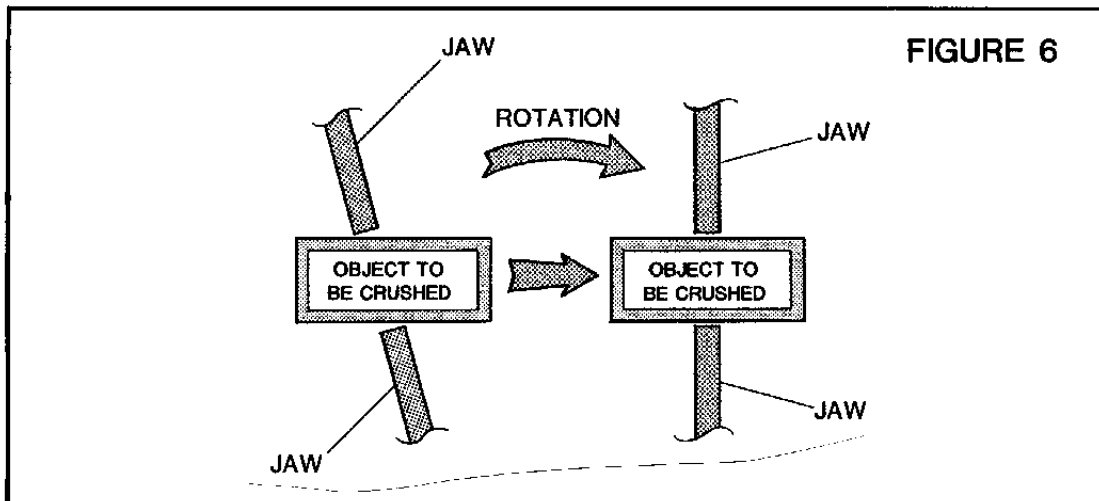 FIGURE 6
JAW
ROTATION
JAW
OBJECT TO
BE CRUSHED
OBJECT TO
BE CRUSHED
JAW
JAW